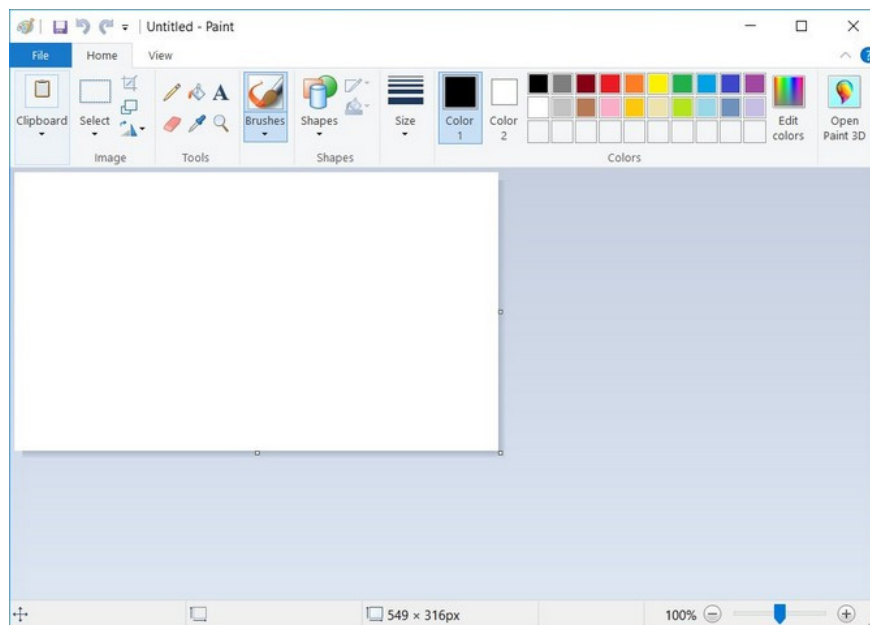 Untitled - Paint
File Home View
Clipboard Select Brushes Shapes Size Color 1 Color 2 Edit colors Open Paint 3D
A
Image Tools Shapes Colors
549 × 316px 100%